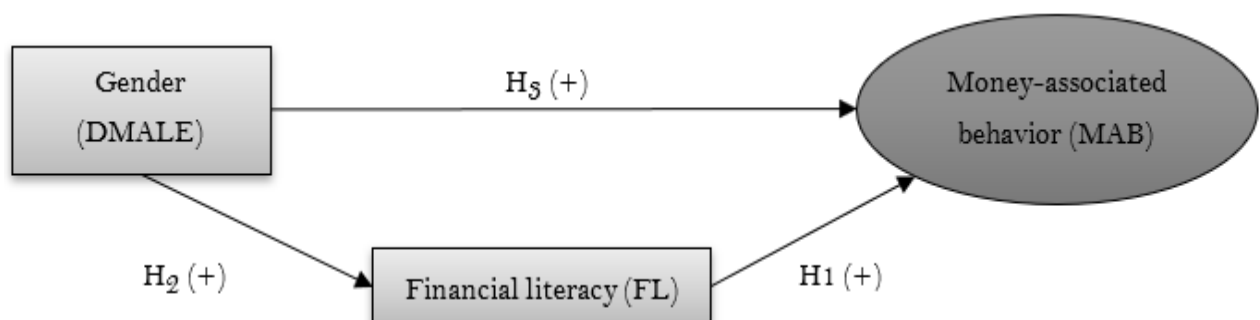 Gender
(DMALE)
H3 (+)
Money-associated
behavior (MAB)
H2 (+)
Financial literacy (FL)
H1 (+)